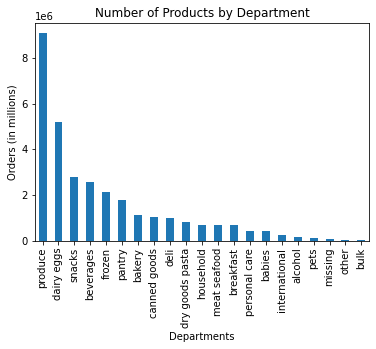 Number of Products by Department
1e6
Orders (in millions)
8
6
4
2
0
produce
dairy eggs
snacks
beverages
frozen
pantry
bakery
canned goods
deli
dry goods pasta
household
meat seafood
breakfast
personal care
babies
international
alcohol
pets
missing
other
bulk
Departments